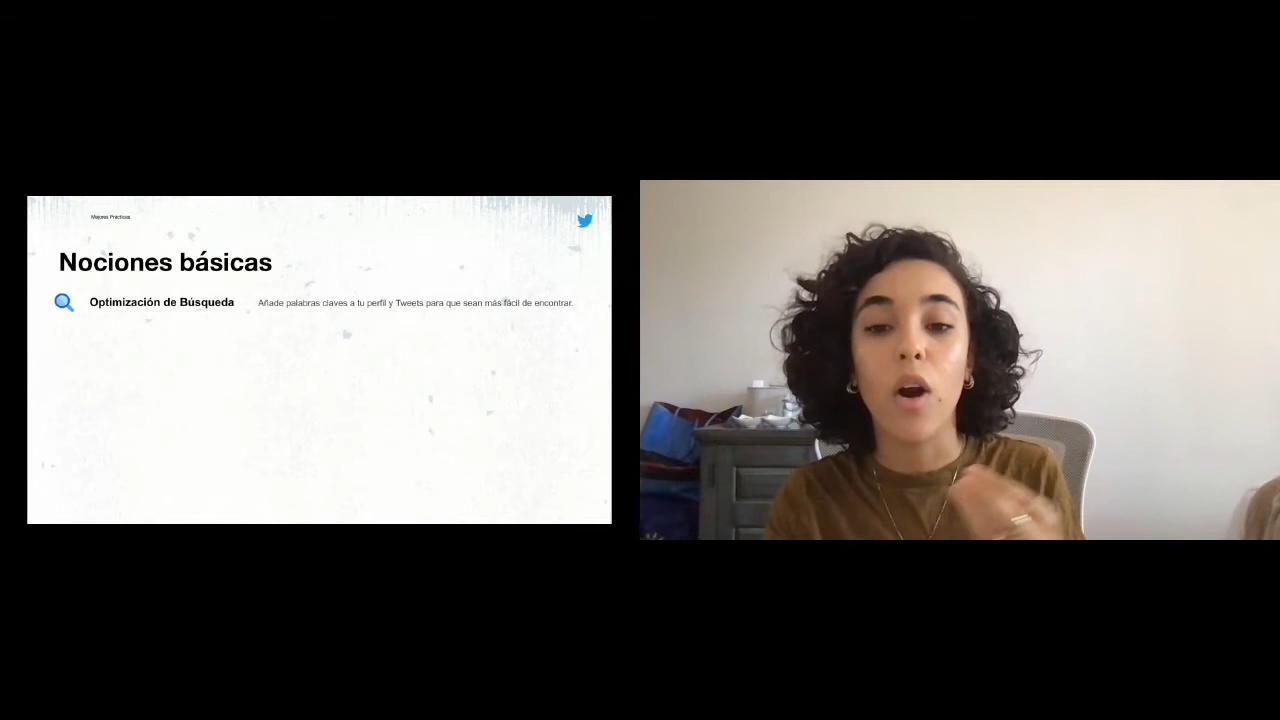 Mejores Prácticas
Nociones básicas
Optimización de Búsqueda
Añade palabras claves a tu perfil y Tweets para que sean más fácil de encontrar.